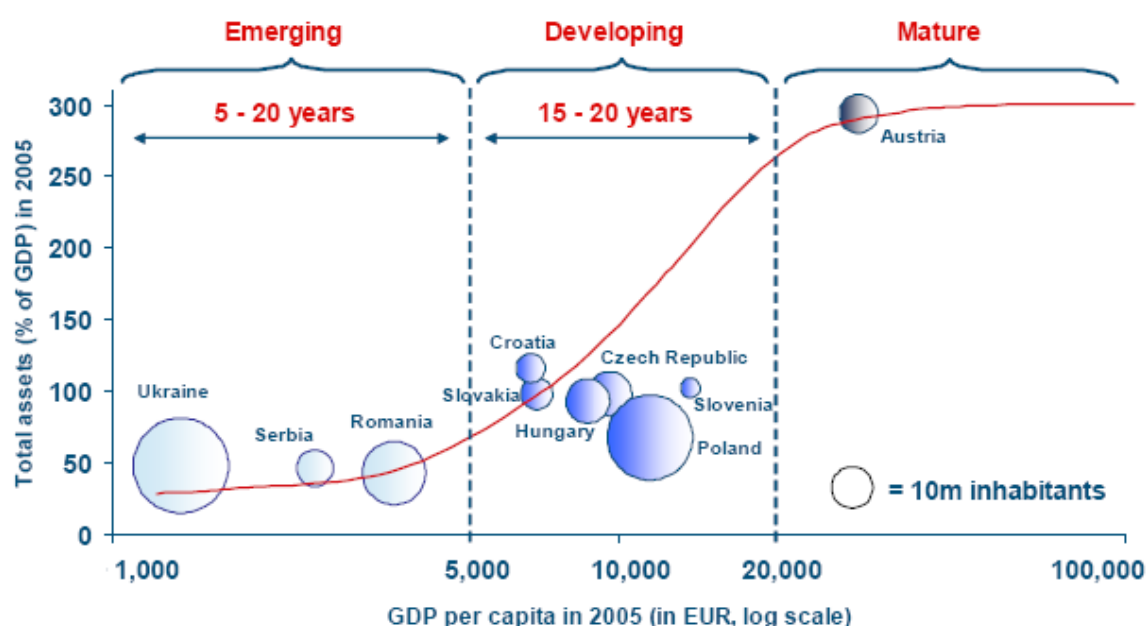 Emerging Developing Mature
5 - 20 years 15 - 20 years
Total assets (% of GDP) in 2005
300
250
200
150
100
50
0
Austria
Croatia
Czech Republic
Ukraine
Slovakia
Slovenia
Romania
Serbia
Hungary
Poland
= 10m inhabitants
1,000 5,000 10,000 20,000 100,000
GDP per capita in 2005 (in EUR, log scale)